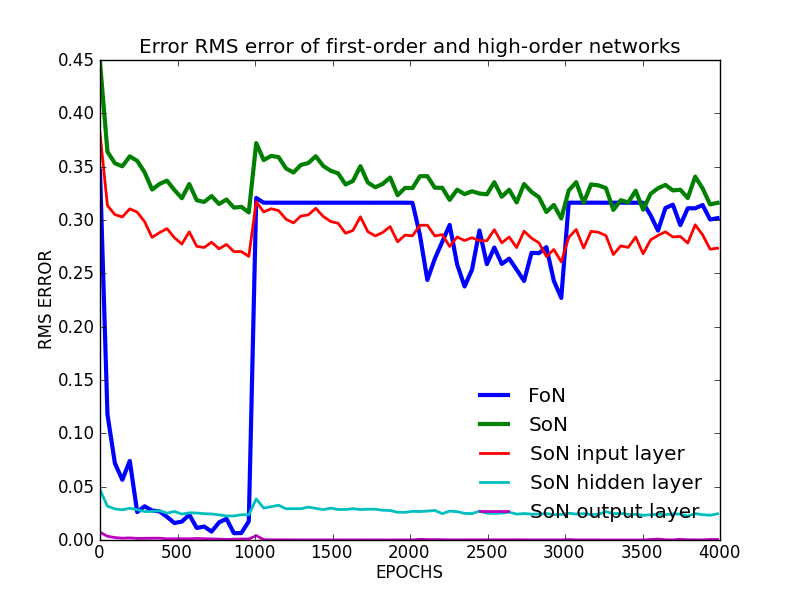 Error RMS error of first-order and high-order networks
0.45
0.40
0.35
0.30
0.25
0.20
0.15
0.10
0.05
0.00
RMS ERROR
FoN
SoN
SoN input layer
SoN hidden layer
SoN output layer
0 500 1000 1500 2000 2500 3000 3500 4000
EPOCHS